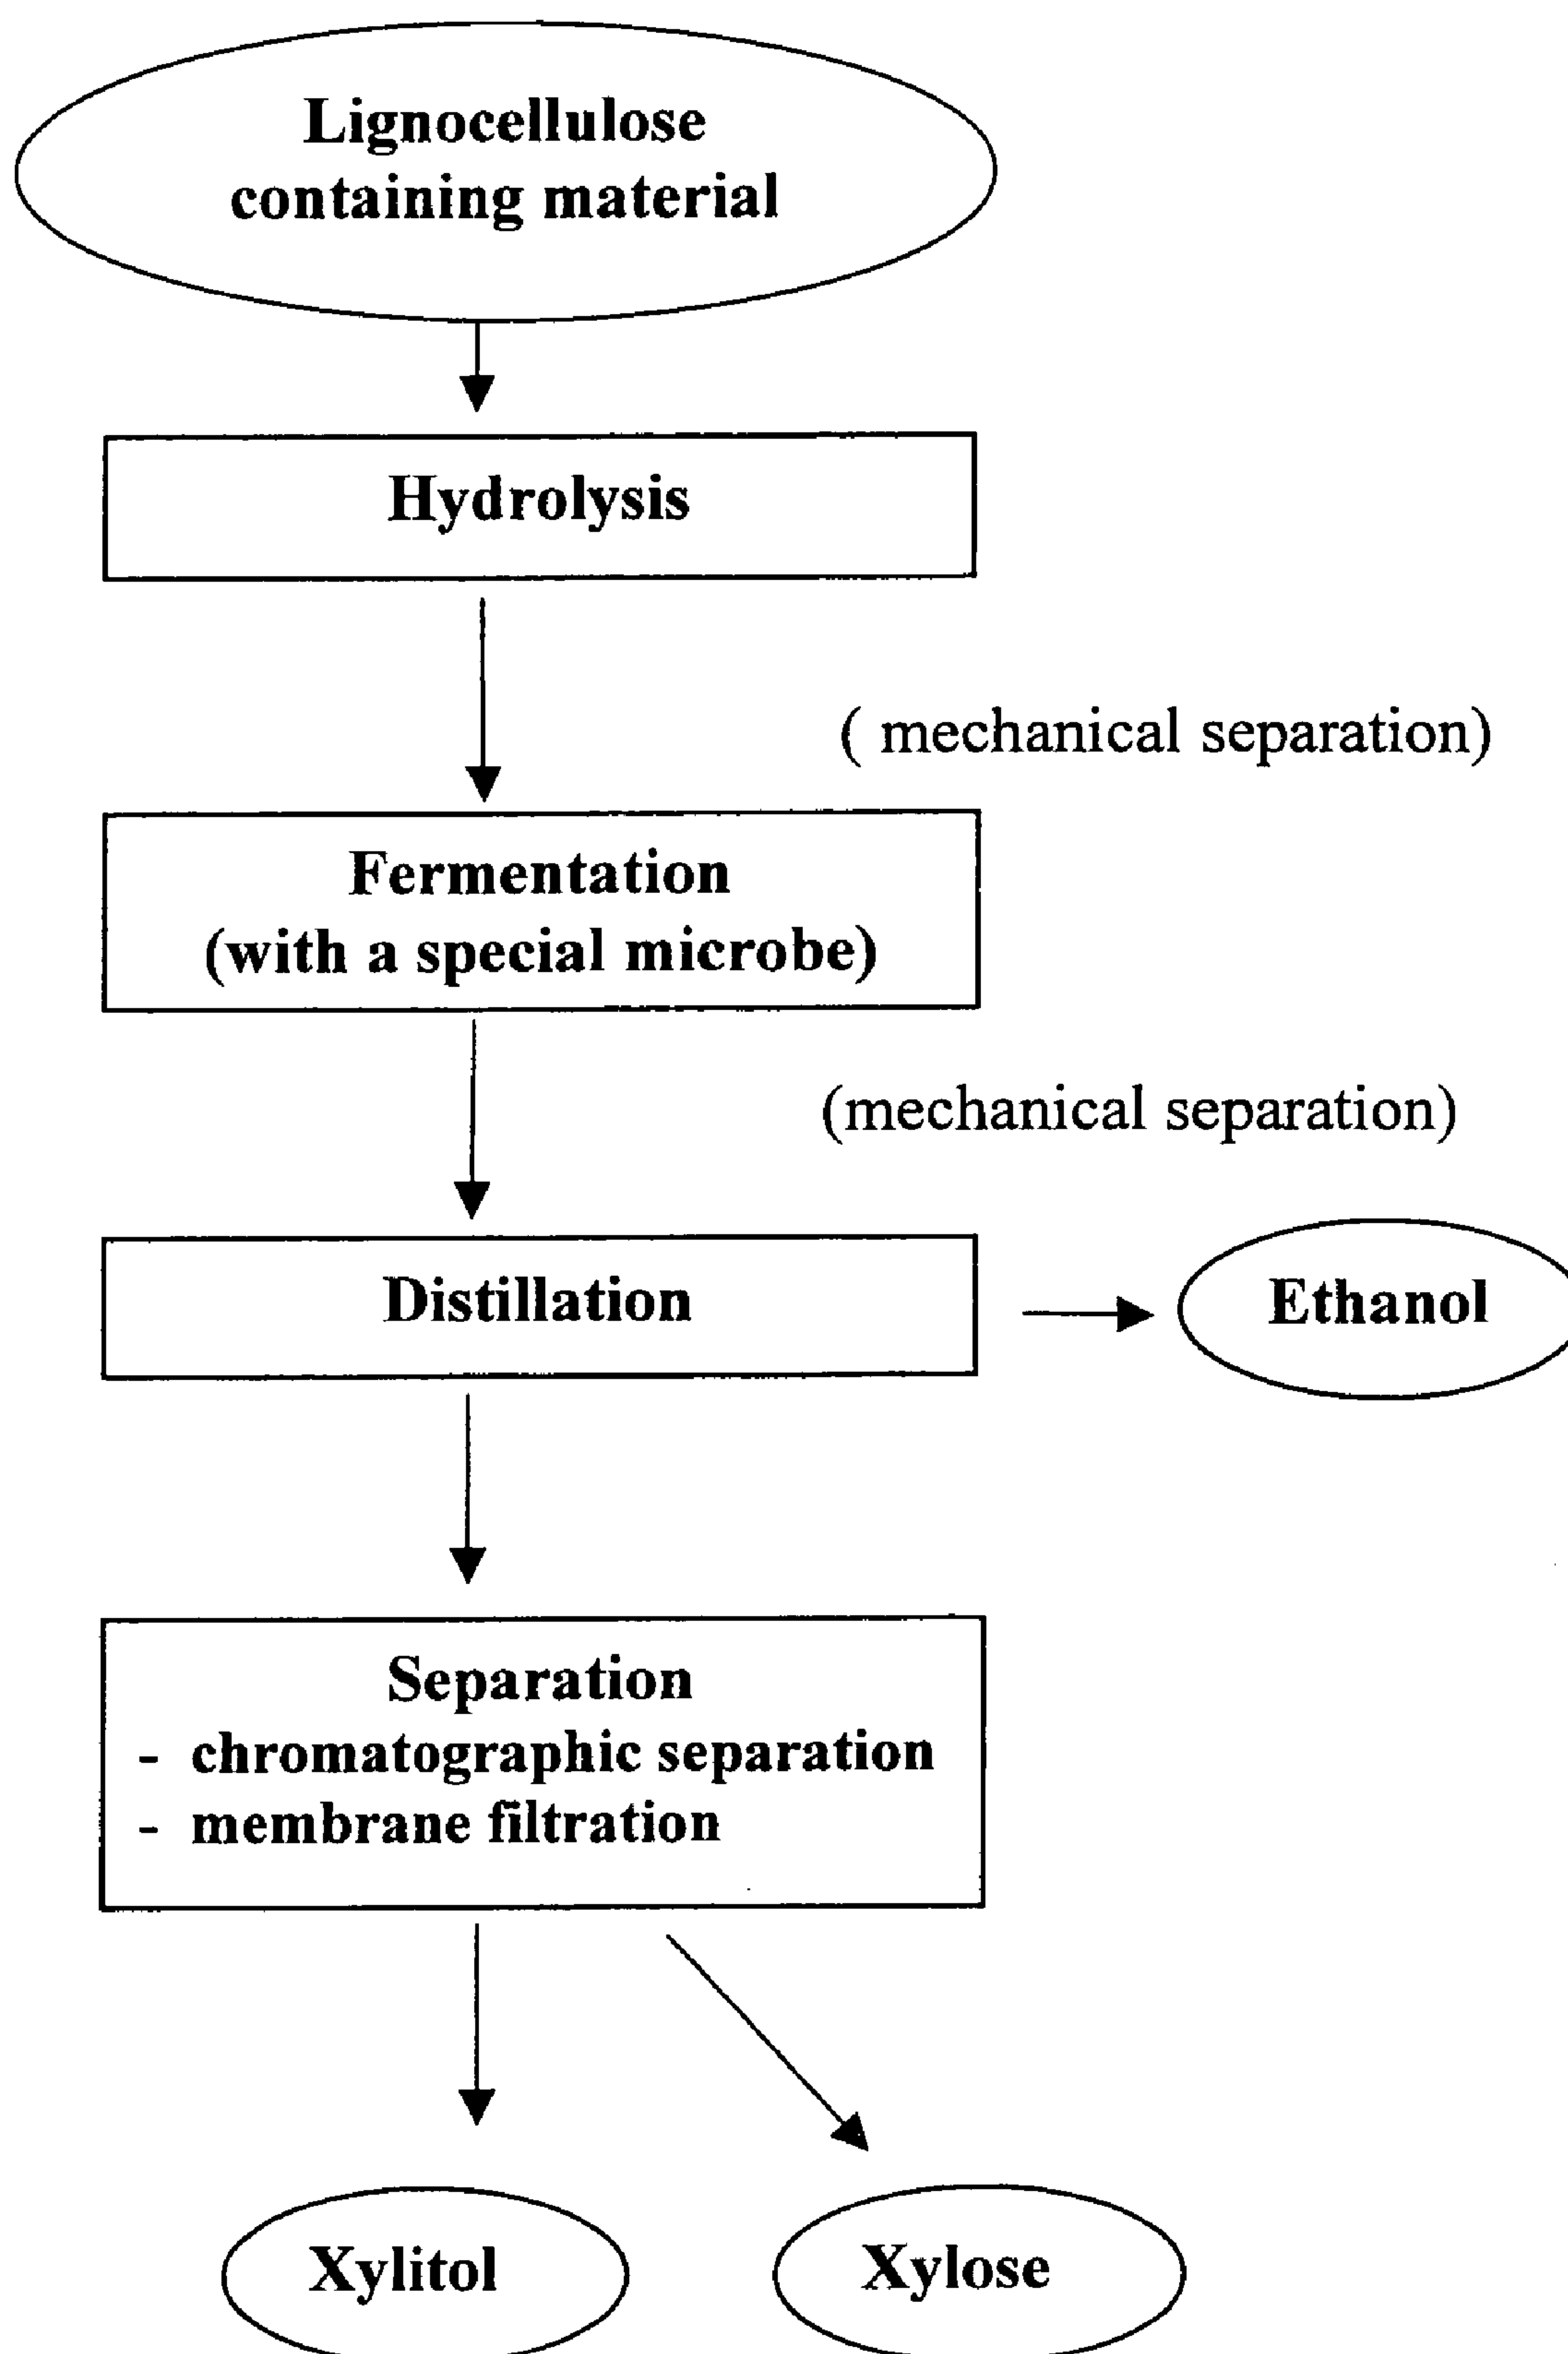 Lignocellulose
containing material
Hydrolysis
( mechanical separation)
Fermentation
(with a special microbe)
(mechanical separation)
Distillation
Ethanol
Separation
- chromatographic separation
- membrane filtration
Xylitol
Xylose